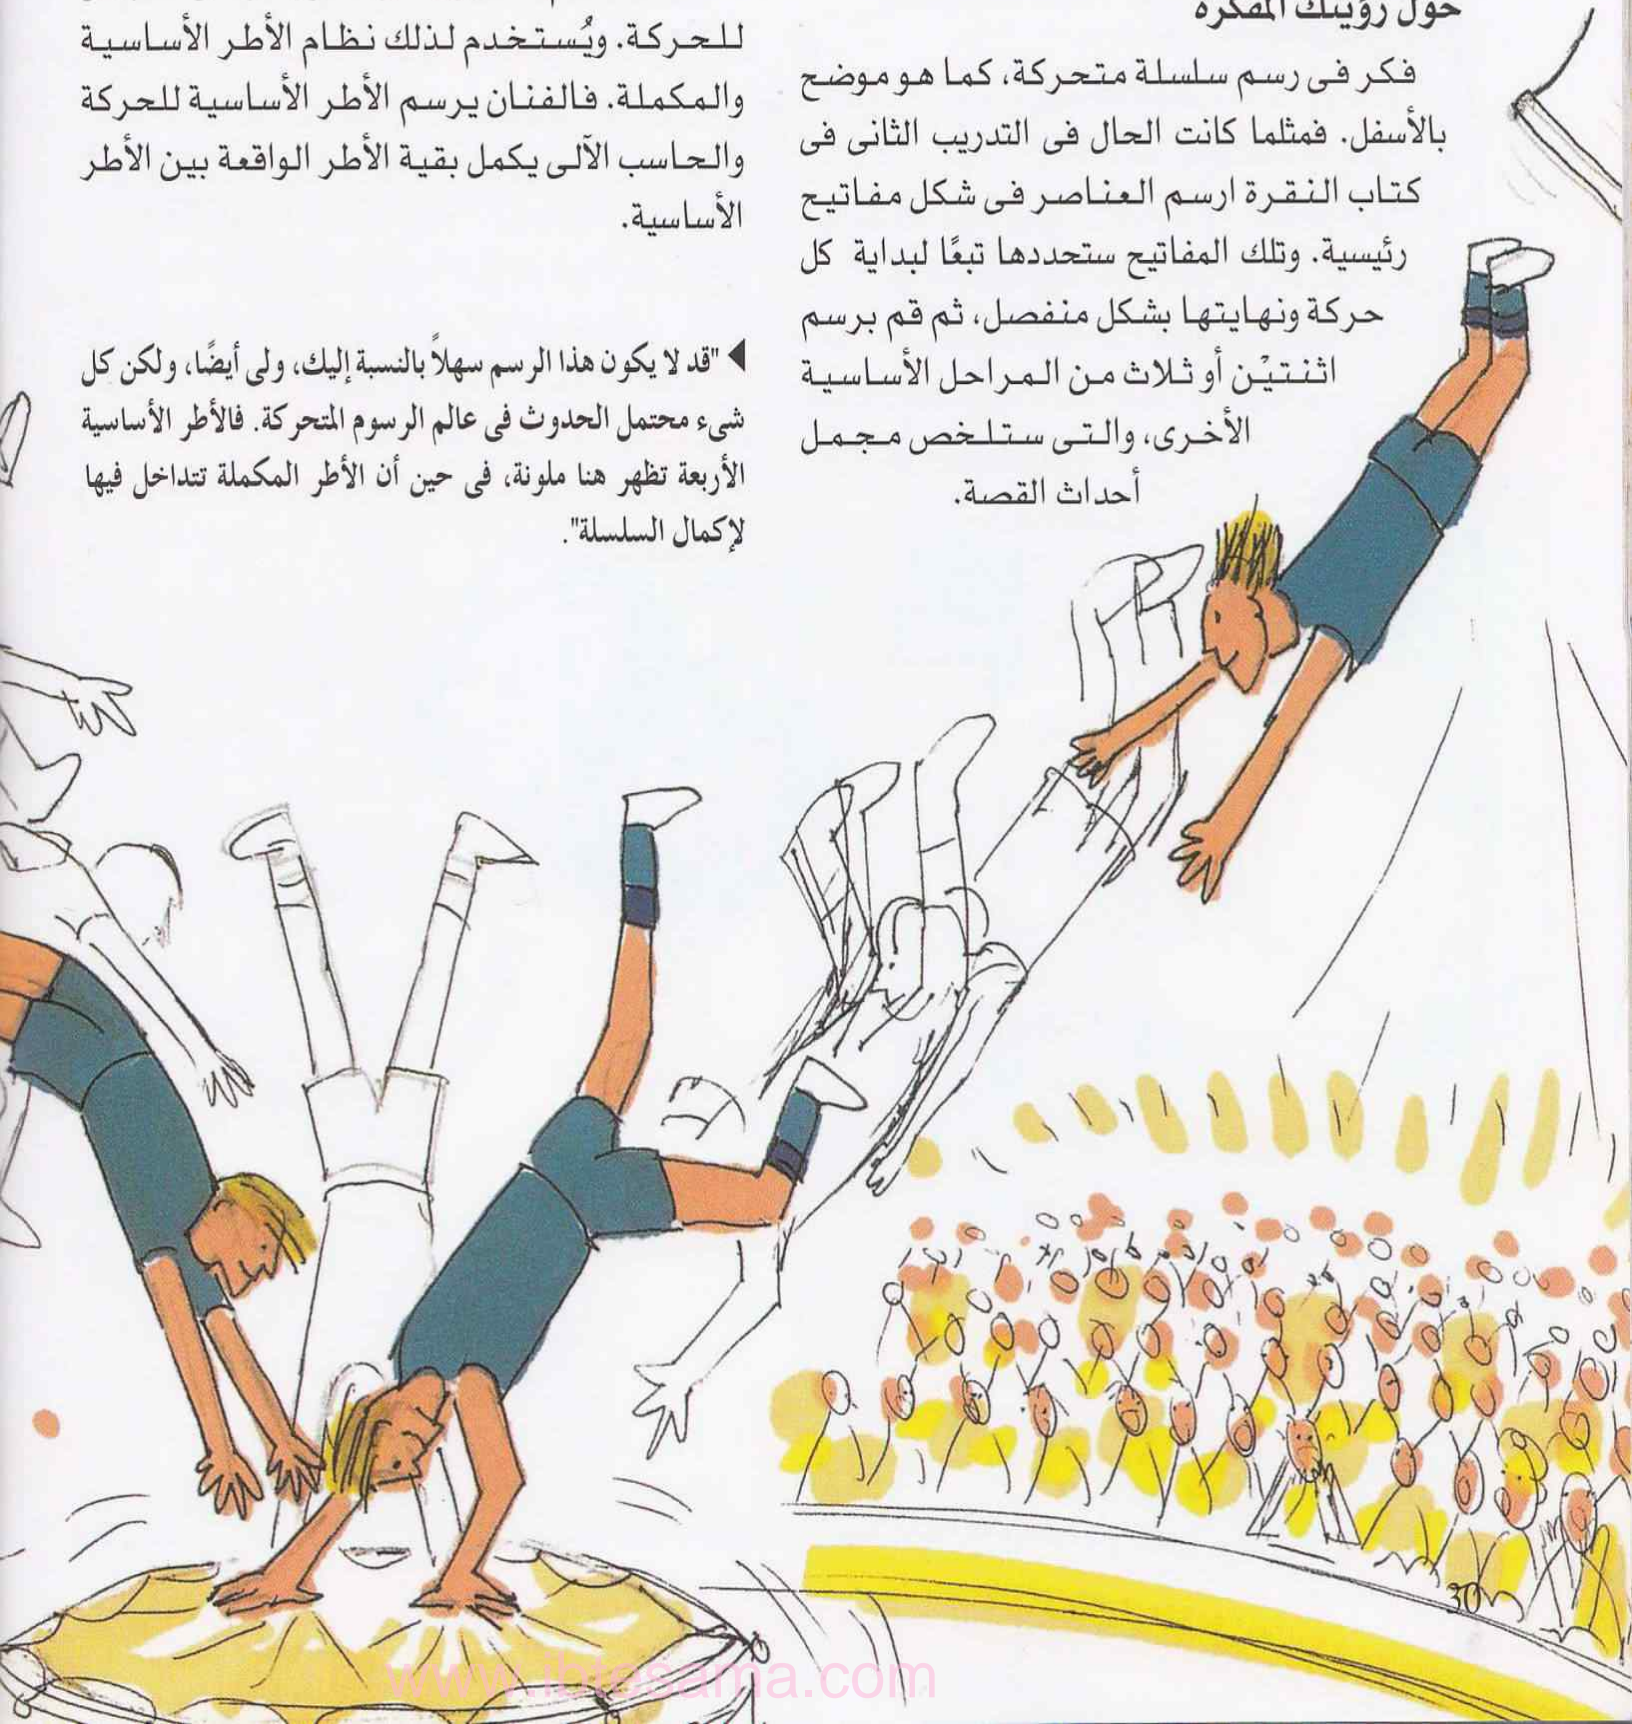 حول رؤيتك المفكرة
فكر فى رسم سلسلة متحركة، كما هو موضح
بالأسفل. فمثلما كانت الحال فى التدريب الثانى فى
كتاب النقرة ارسم العناصر فى شكل مفاتيح
رئيسية. وتلك المفاتيح ستحددها تبعًا لبداية كل
حركة ونهايتها بشكل منفصل، ثم قم برسم
اثنتيْن أو ثلاث من المراحل الأساسية
الأخرى، والتى ستلخص مجمل
أحداث القصة.
للحركة. ويُستخدم لذلك نظام الأطر الأساسية
والمكملة. فالفنان يرسم الأطر الأساسية للحركة
والحاسب الآلى يكمل بقية الأطر الواقعة بين الأطر
الأساسية.
◀ "قد لا يكون هذا الرسم سهلاً بالنسبة إليك، ولى أيضًا، ولكن كل
شىء محتمل الحدوث فى عالم الرسوم المتحركة. فالأطر الأساسية
الأربعة تظهر هنا ملونة، فى حين أن الأطر المكملة تتداخل فيها
لإكمال السلسلة".
30
www.ibtesama.com